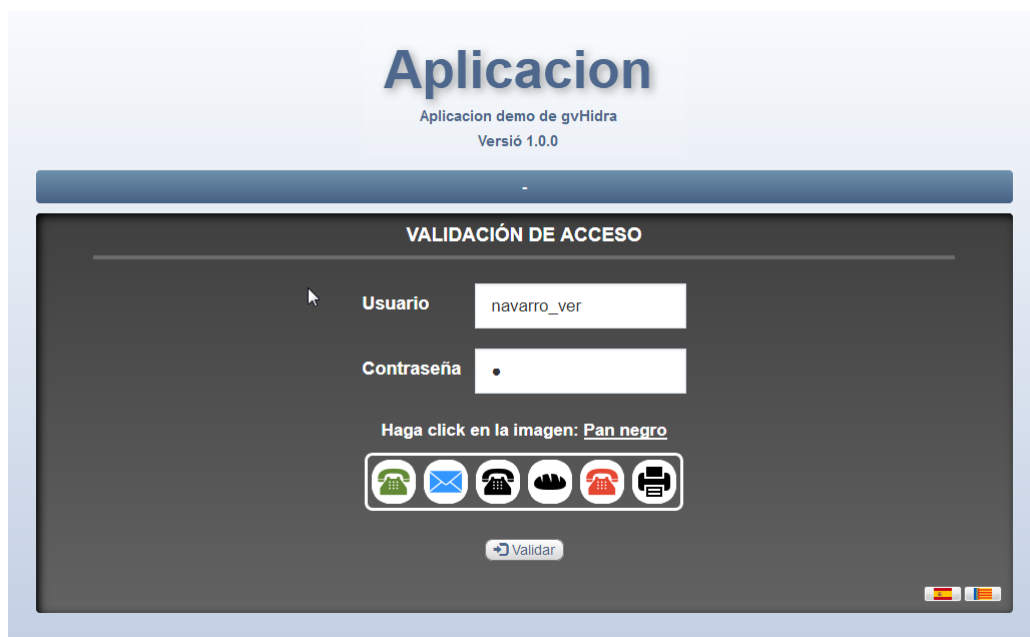 Aplicacion
Aplicacion demo de gvHidra
Versió 1.0.0
-
VALIDACIÓN DE ACCESO
Usuario navarro_ver
Contraseña •
Haga click en la imagen: Pan negro
Validar